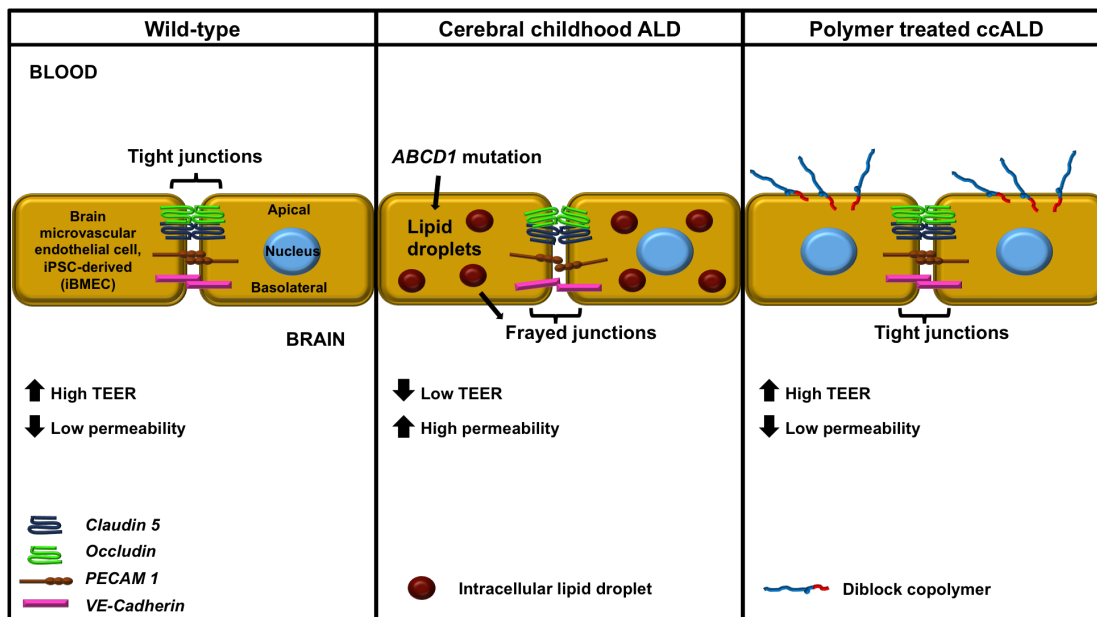 Wild-type
BLOOD
Tight junctions
Brain
microvascular
endothelial cell,
iPSC-derived
(iBMEC)
Apical
Nucleus
Basolateral
BRAIN
High TEER
Low permeability
Claudin 5
Occludin
PECAM 1
VE-Cadherin
Cerebral childhood ALD
ABCD1 mutation
Lipid
droplets
Frayed junctions
Low TEER
High permeability
Intracellular lipid droplet
Polymer treated ccALD
Tight junctions
High TEER
Low permeability
Diblock copolymer